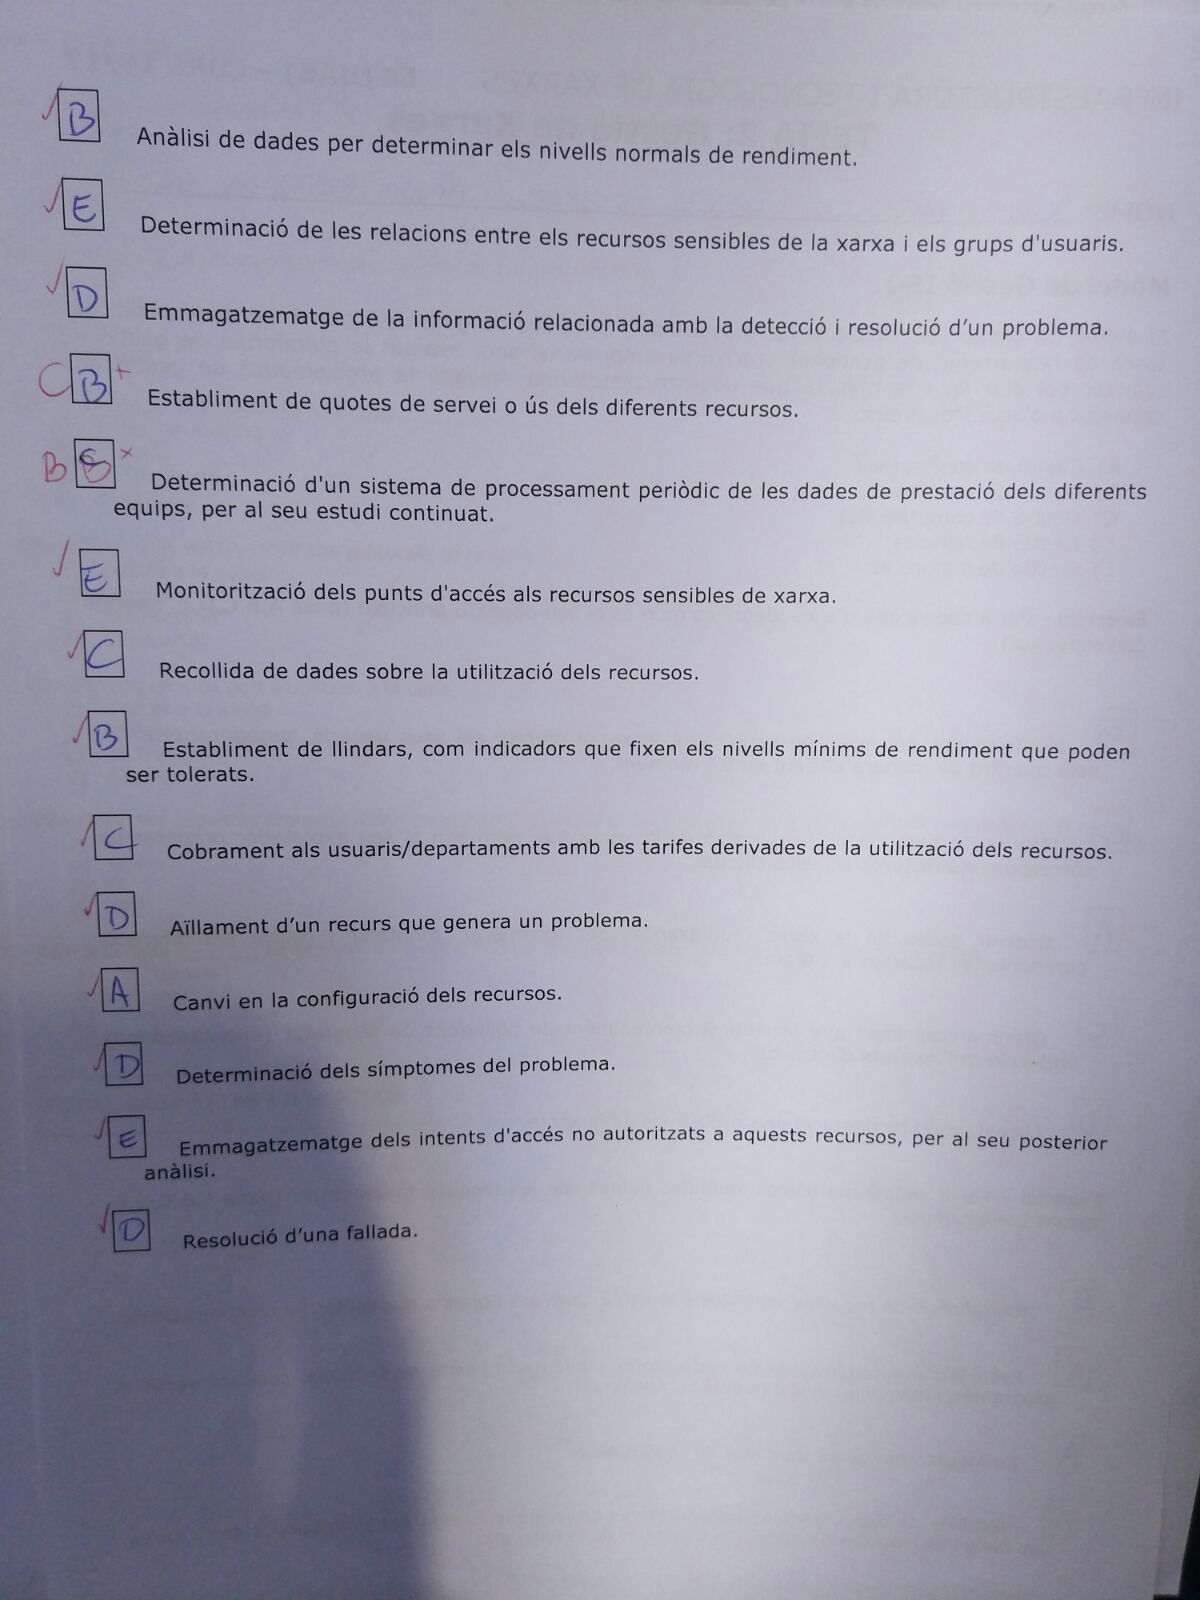 B Anàlisi de dades per determinar els nivells normals de rendiment.
E Determinació de les relacions entre els recursos sensibles de la xarxa i els grups d'usuaris.
D Emmagatzematge de la informació relacionada amb la detecció i resolució d’un problema.
C B Establiment de quotes de servei o ús dels diferents recursos.
B Determinació d'un sistema de processament periòdic de les dades de prestació dels diferents
equips, per al seu estudi continuat.
E Monitorització dels punts d'accés als recursos sensibles de xarxa.
C Recollida de dades sobre la utilització dels recursos.
B Establiment de llindars, com indicadors que fixen els nivells mínims de rendiment que poden
ser tolerats.
C Cobrament als usuaris/departaments amb les tarifes derivades de la utilització dels recursos.
D Aïllament d’un recurs que genera un problema.
A Canvi en la configuració dels recursos.
D Determinació dels símptomes del problema.
E Emmagatzematge dels intents d'accés no autoritzats a aquests recursos, per al seu posterior
anàlisi.
D Resolució d’una fallada.